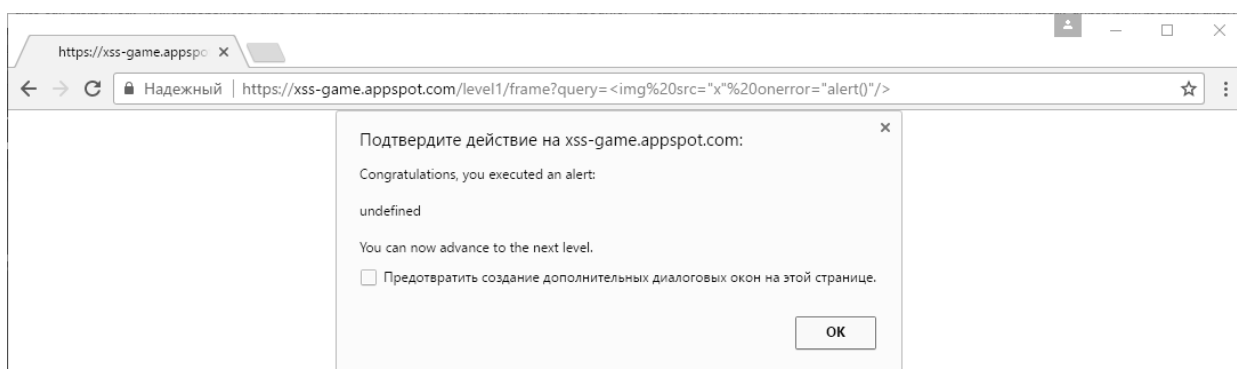 https://xss-game.appspo
Надежный | https://xss-game.appspot.com/level1/frame?query=<img%20src="x"%20onerror="alert()"/>
Подтвердите действие на xss-game.appspot.com:
Congratulations, you executed an alert:
undefined
You can now advance to the next level.
Предотвратить создание дополнительных диалоговых окон на этой странице.
ОК